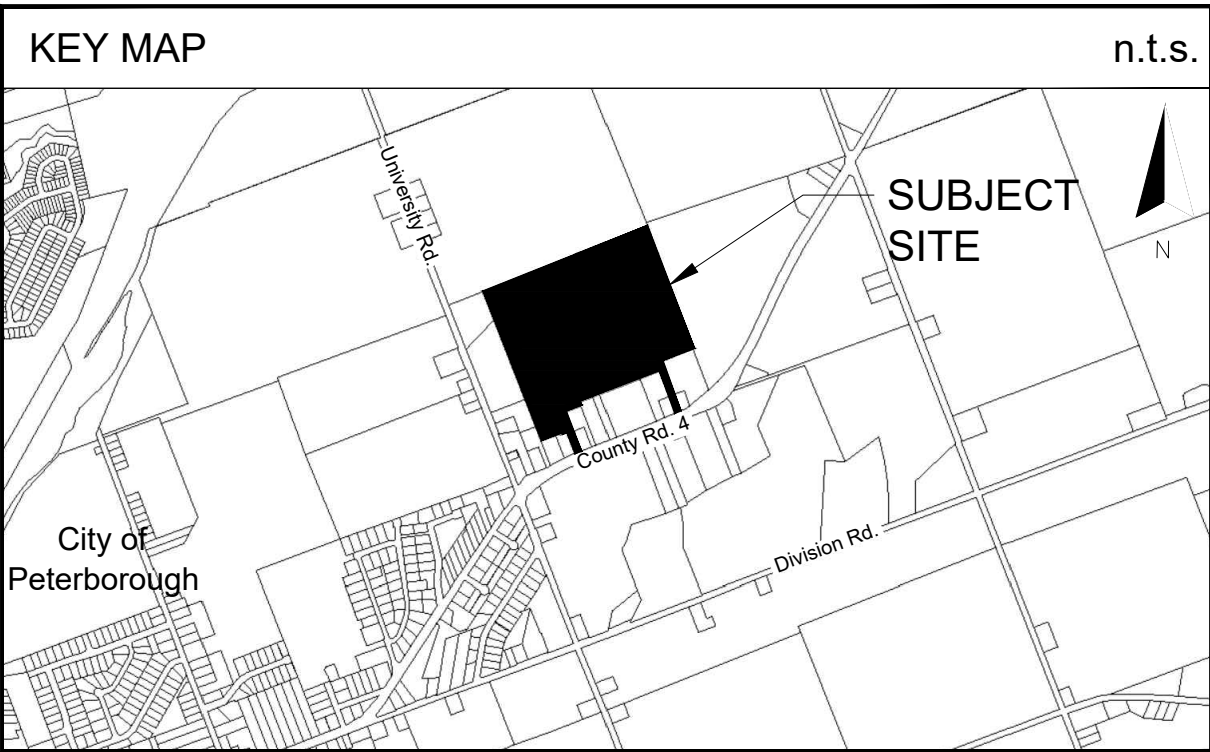 KEY MAP
n.t.s.
University Rd.
SUBJECT
SITE
N
County Rd. 4
Division Rd.
City of
Peterborough